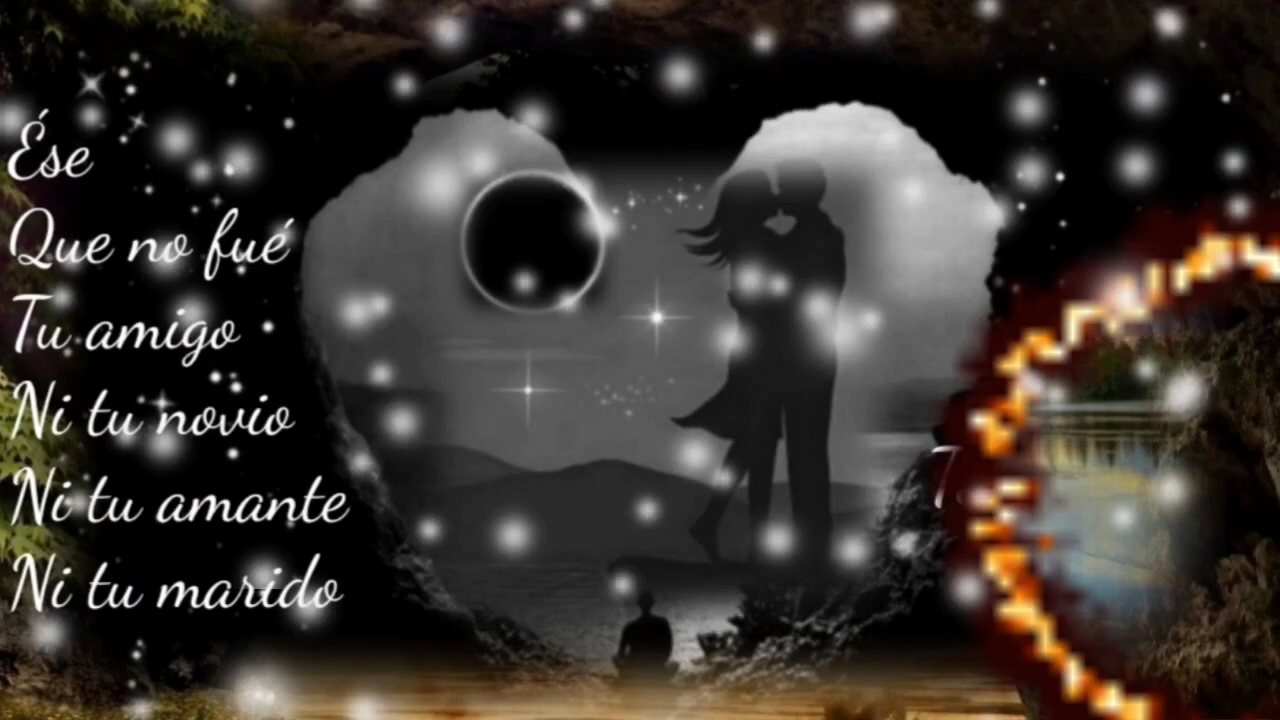 Ése
Que no fué
Tu amigo
Ni tu novio
Ni tu amante
Ni tu marido